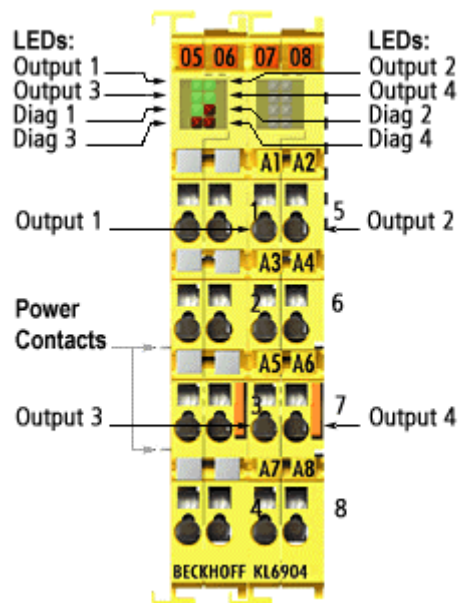 LEDs:
Output 1
Output 3
Diag 1
Diag 3
05 06 07 08
LEDs:
Output 2
Output 4
Diag 2
Diag 4
A1 A2
1
5
Output 1
Output 2
A3 A4
2
6
Power
Contacts
A5 A6
3
7
Output 3
Output 4
A7 A8
4
8
BECKHOFF KL6904